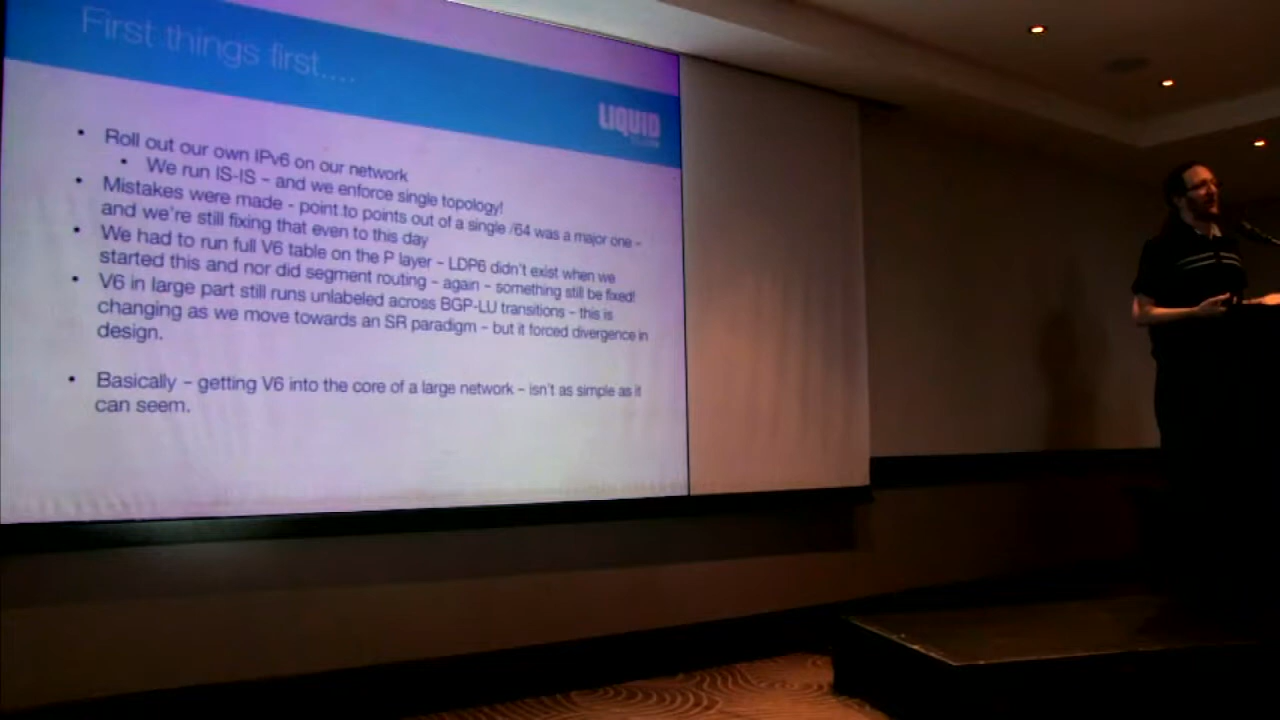 First things first....
LIQUID
• Roll out our own IPv6 on our network
• We run IS-IS – and we enforce single topology!
• Mistakes were made - point to points out of a single /64 was a major one -
and we're still fixing that even to this day
• We had to run full V6 table on the P layer – LDP6 didn't exist when we
started this and nor did segment routing – again – something still be fixed!
• V6 in large part still runs unlabeled across BGP-LU transitions – this is
changing as we move towards an SR paradigm – but it forced divergence in
design.
• Basically – getting V6 into the core of a large network – isn't as simple as it
can seem.